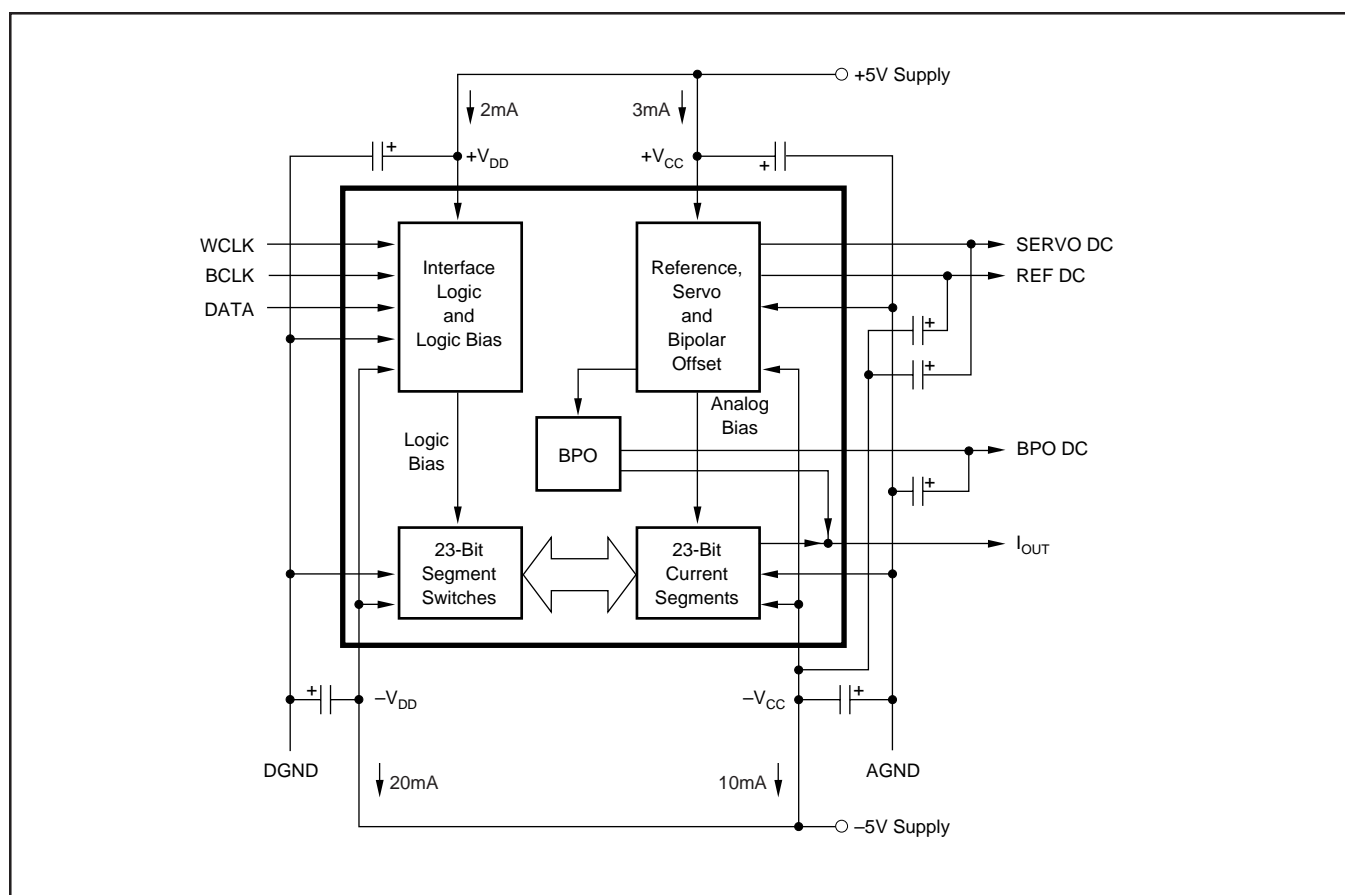 +5V Supply
2mA
3mA
+
+VDD
+VCC
+
WCLK
BCLK
DATA
Interface
Logic
and
Logic Bias
Reference,
Servo
and
Bipolar
Offset
SERVO DC
REF DC
+
+
Logic
Bias
BPO
Analog
Bias
BPO DC
+
23-Bit
Segment
Switches
23-Bit
Current
Segments
IOUT
+
–VDD
–VCC
+
DGND
20mA
10mA
AGND
–5V Supply